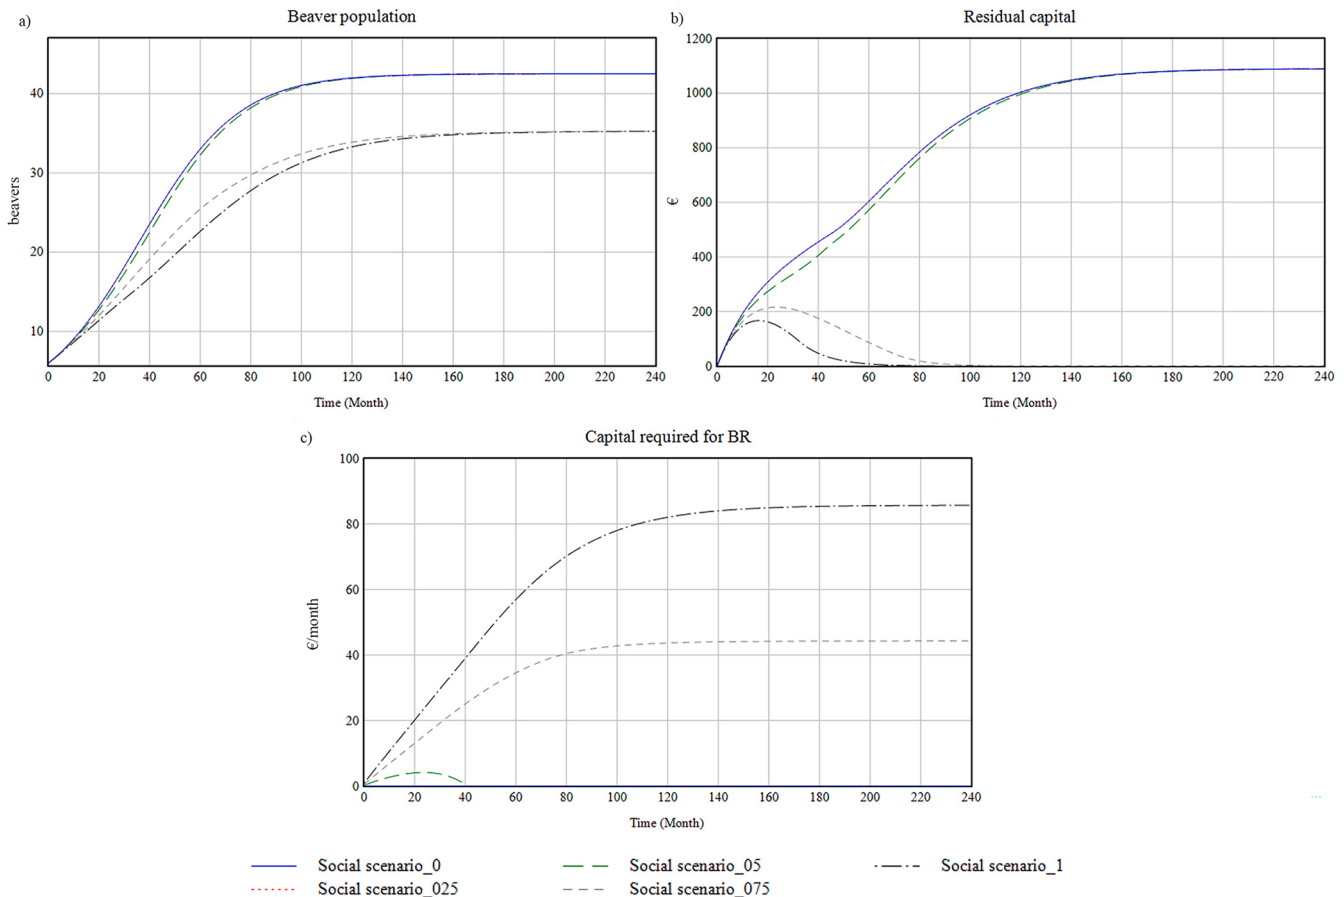 a)
Beaver population
beavers
40
30
20
10
0 20 40 60 80 100 120 140 160 180 200 220 240
Time (Month)
b)
Residual capital
€
1200
1000
800
600
400
200
0
0 20 40 60 80 100 120 140 160 180 200 220 240
Time (Month)
c)
Capital required for BR
€/month
100
80
60
40
20
0
0 20 40 60 80 100 120 140 160 180 200 220 240
Time (Month)
Social scenario_0 Social scenario_05 Social scenario_1
Social scenario_025 Social scenario_075